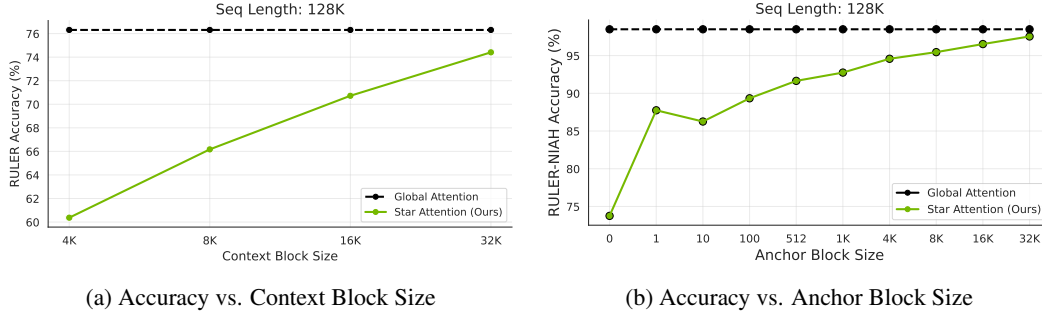 Seq Length: 128K
RULER Accuracy (%)
76
74
72
70
68
66
64
62
60
Global Attention
Star Attention (Ours)
4K
8K
16K
32K
Context Block Size
(a) Accuracy vs. Context Block Size
Seq Length: 128K
RULER-NIAH Accuracy (%)
95
90
85
80
75
Global Attention
Star Attention (Ours)
0
1
10
100
512
1K
4K
8K
16K
32K
Anchor Block Size
(b) Accuracy vs. Anchor Block Size